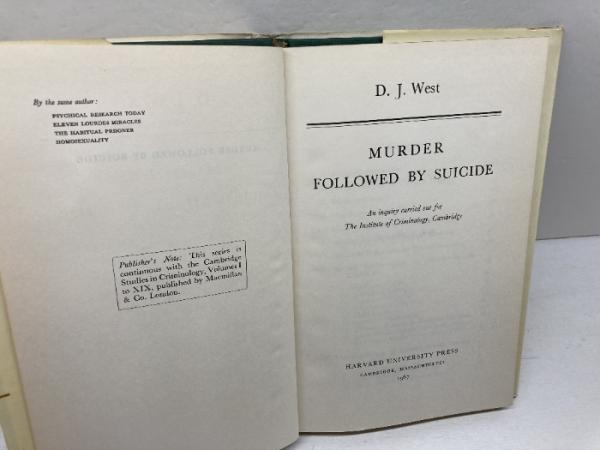 By the same author:
PSYCHICAL RESEARCH TODAY
ELEVEN LOURDES MIRACLES
THE HABITUAL PRISONER
HOMOSEXUALITY
Publisher's Note: This series is
continuous with the Cambridge
Studies in Criminology, Volumes I
to XIX, published by Macmillan
& Co. London.
D. J. West
MURDER
FOLLOWED BY SUICIDE
An inquiry carried out for
The Institute of Criminology, Cambridge
HARVARD UNIVERSITY PRESS
CAMBRIDGE, MASSACHUSETTS
1967